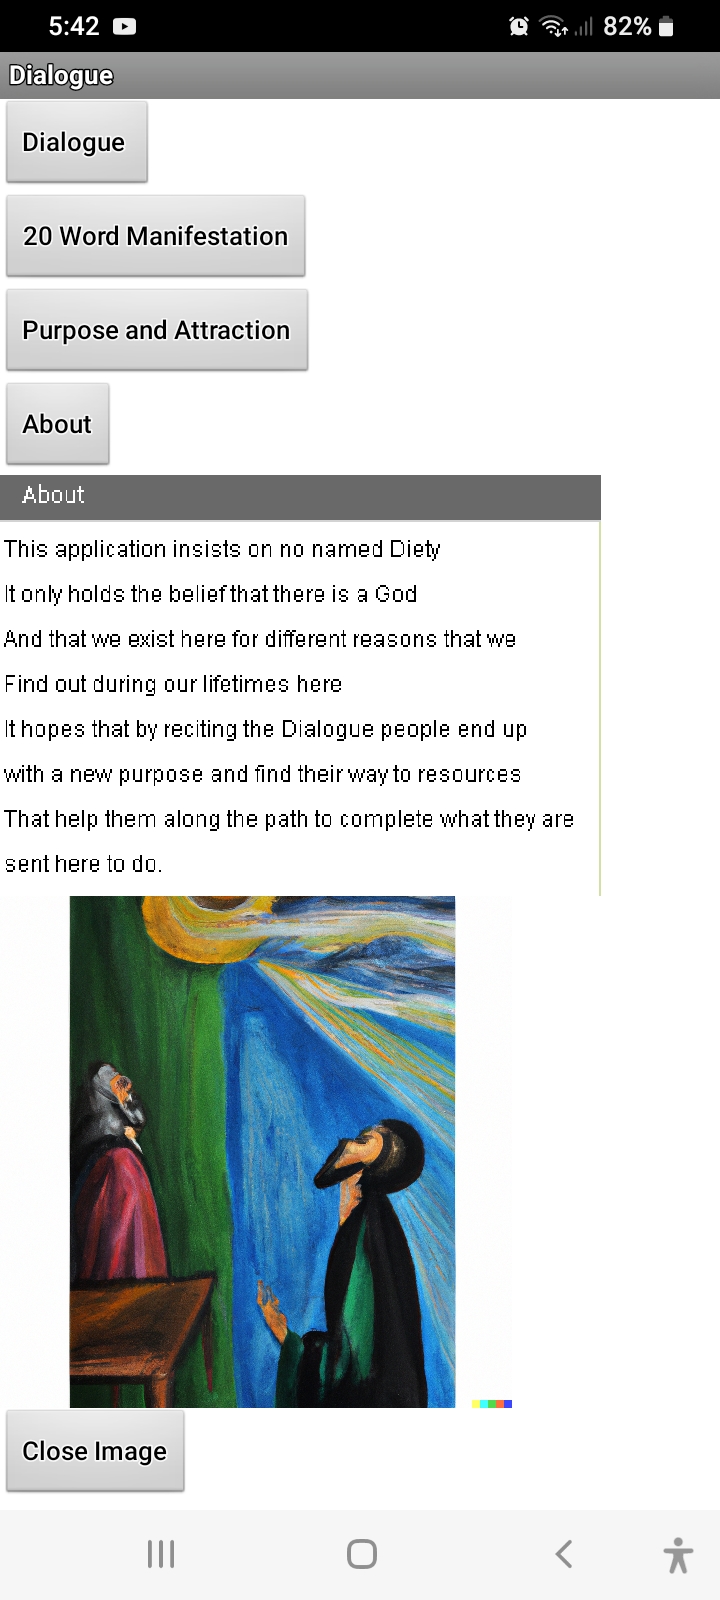 5:42
82%
Dialogue
Dialogue
20 Word Manifestation
Purpose and Attraction
About
About
This application insists on no named Diety
It only holds the belief that there is a God
And that we exist here for different reasons that we
Find out during our lifetimes here
It hopes that by reciting the Dialogue people end up
with a new purpose and find their way to resources
That help them along the path to complete what they are
sent here to do.
Close Image